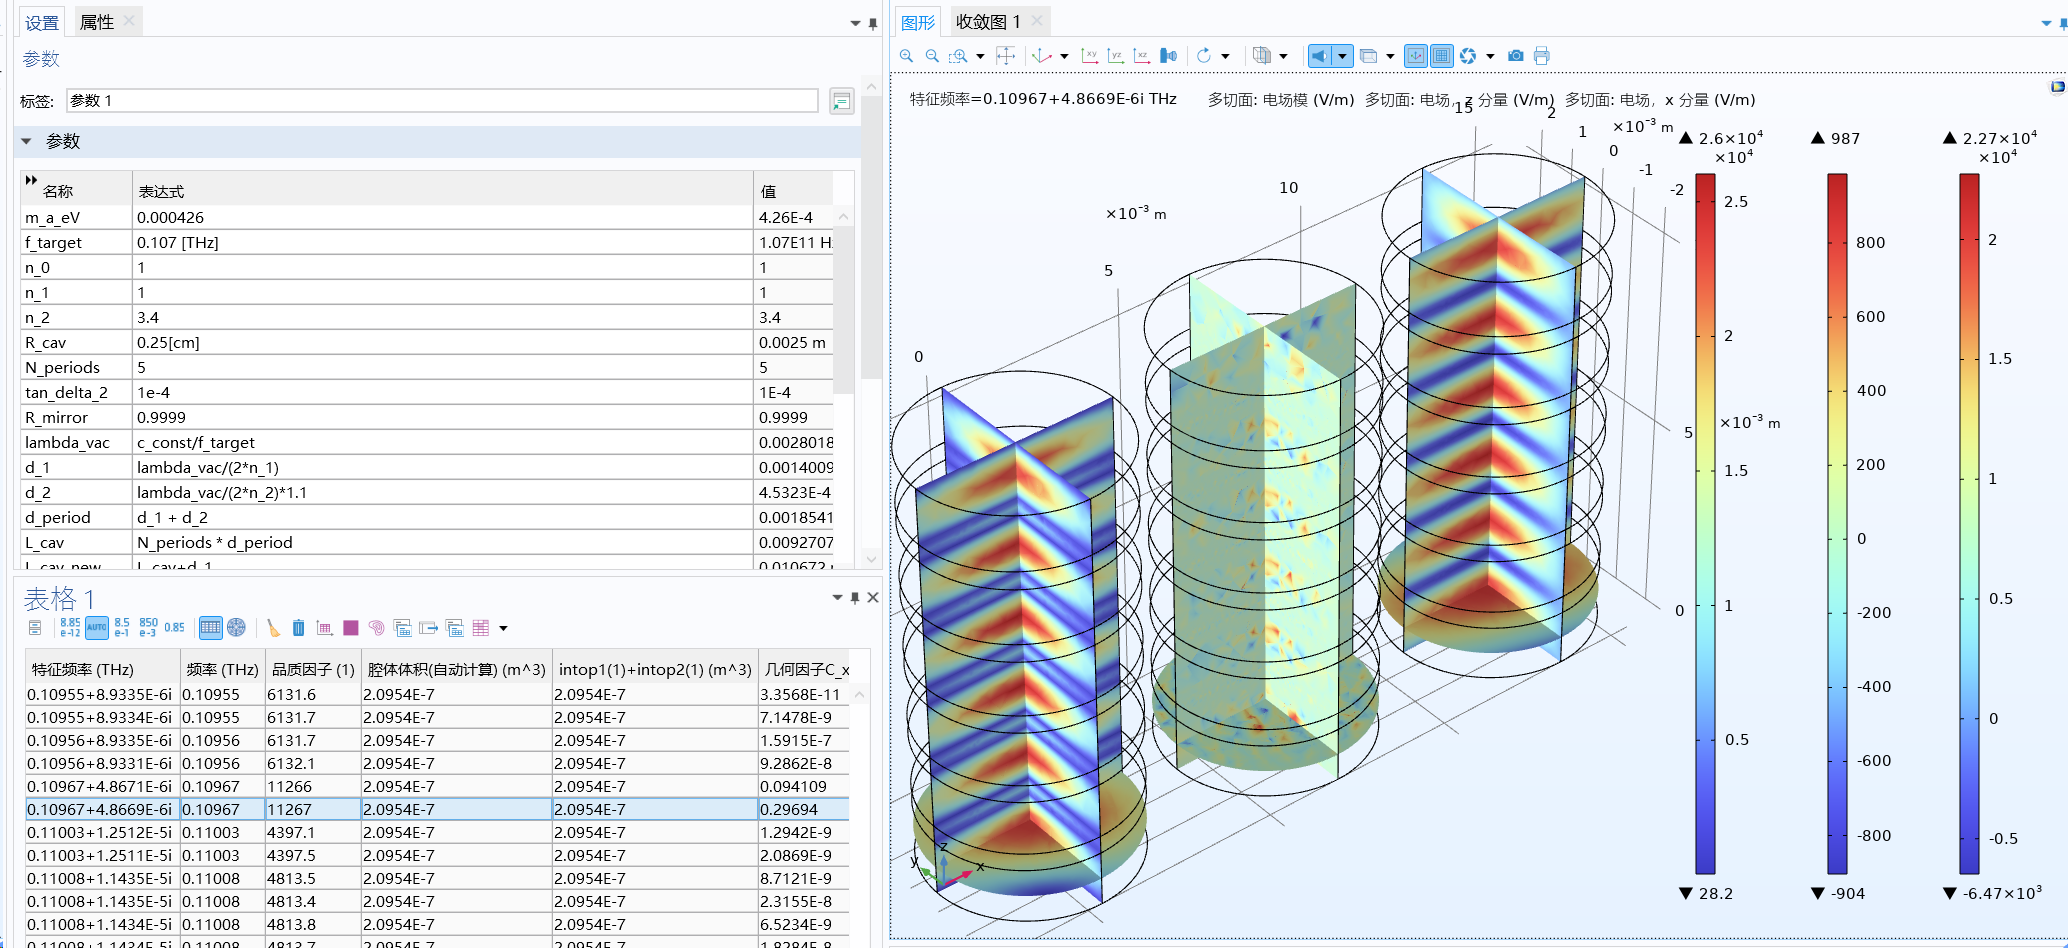 设置 属性
参数
标签: 参数 1
参数
名称 表达式 值
m_a_eV 0.000426 4.26E-4
f_target 0.107 [THz] 1.07E11 H
n_0 1 1
n_1 1 1
n_2 3.4 3.4
R_cav 0.25[cm] 0.0025 m
N_periods 5 5
tan_delta_2 1e-4 1E-4
R_mirror 0.9999 0.9999
lambda_vac c_const/f_target 0.0028018
d_1 lambda_vac/(2*n_1) 0.0014009
d_2 lambda_vac/(2*n_2)*1.1 4.5323E-4
d_period d_1 + d_2 0.0018541
L_cav N_periods * d_period 0.0092707
L_cav_new L_cav+d_1 0.010672
表格 1
8.85 e-12 AUTO 8.5 e-1 850 e-3 0.85
特征频率 (THz) 频率 (THz) 品质因子 (1) 腔体体积(自动计算) (m^3) intop1(1)+intop2(1) (m^3) 几何因子C_x
0.10955+8.9335E-6i 0.10955 6131.6 2.0954E-7 2.0954E-7 3.3568E-11
0.10955+8.9334E-6i 0.10955 6131.7 2.0954E-7 2.0954E-7 7.1478E-9
0.10956+8.9335E-6i 0.10956 6131.7 2.0954E-7 2.0954E-7 1.5915E-7
0.10956+8.9331E-6i 0.10956 6132.1 2.0954E-7 2.0954E-7 9.2862E-8
0.10967+4.8671E-6i 0.10967 11266 2.0954E-7 2.0954E-7 0.094109
0.10967+4.8669E-6i 0.10967 11267 2.0954E-7 2.0954E-7 0.29694
0.11003+1.2512E-5i 0.11003 4397.1 2.0954E-7 2.0954E-7 1.2942E-9
0.11003+1.2511E-5i 0.11003 4397.5 2.0954E-7 2.0954E-7 2.0869E-9
0.11008+1.1435E-5i 0.11008 4813.5 2.0954E-7 2.0954E-7 8.7121E-9
0.11008+1.1435E-5i 0.11008 4813.4 2.0954E-7 2.0954E-7 2.3155E-8
0.11008+1.1434E-5i 0.11008 4813.8 2.0954E-7 2.0954E-7 6.5234E-9
0.11008+1.1434E-5i 0.11008 4813.7 2.0954E-7 2.0954E-7 1.8284E-8
图形 收敛图 1
xy yz xz
特征频率=0.10967+4.8669E-6i THz 多切面: 电场模 (V/m) 多切面: 电场, z 分量 (V/m) 多切面: 电场, x 分量 (V/m)
15 2 1 0 -1 -2 ×10⁻³ m
10
×10⁻³ m
5
0
5
×10⁻³ m
0
▲ 2.6×10⁴
×10⁴
2.5
2
1.5
1
0.5
▼ 28.2
▲ 987
800
600
400
200
0
-200
-400
-600
-800
▼ -904
▲ 2.27×10⁴
×10⁴
2
1.5
1
0.5
0
-0.5
▼ -6.47×10³
y z x